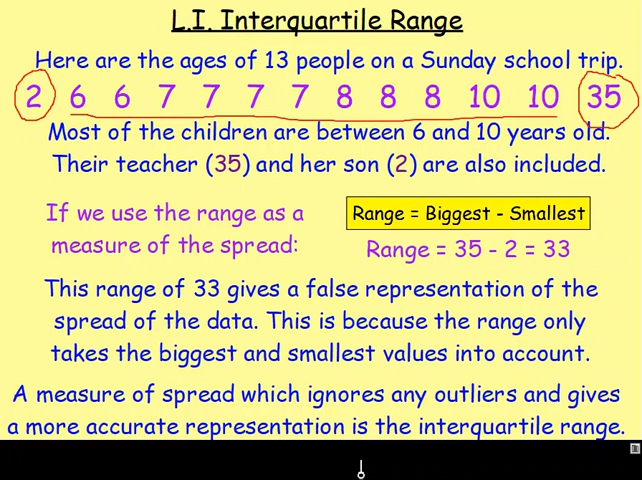 L.I. Interquartile Range
Here are the ages of 13 people on a Sunday school trip.
2 6 6 7 7 7 7 8 8 8 10 10 35
Most of the children are between 6 and 10 years old.
Their teacher (35) and her son (2) are also included.
If we use the range as a
measure of the spread:
Range = Biggest - Smallest
Range = 35 - 2 = 33
This range of 33 gives a false representation of the
spread of the data. This is because the range only
takes the biggest and smallest values into account.
A measure of spread which ignores any outliers and gives
a more accurate representation is the interquartile range.